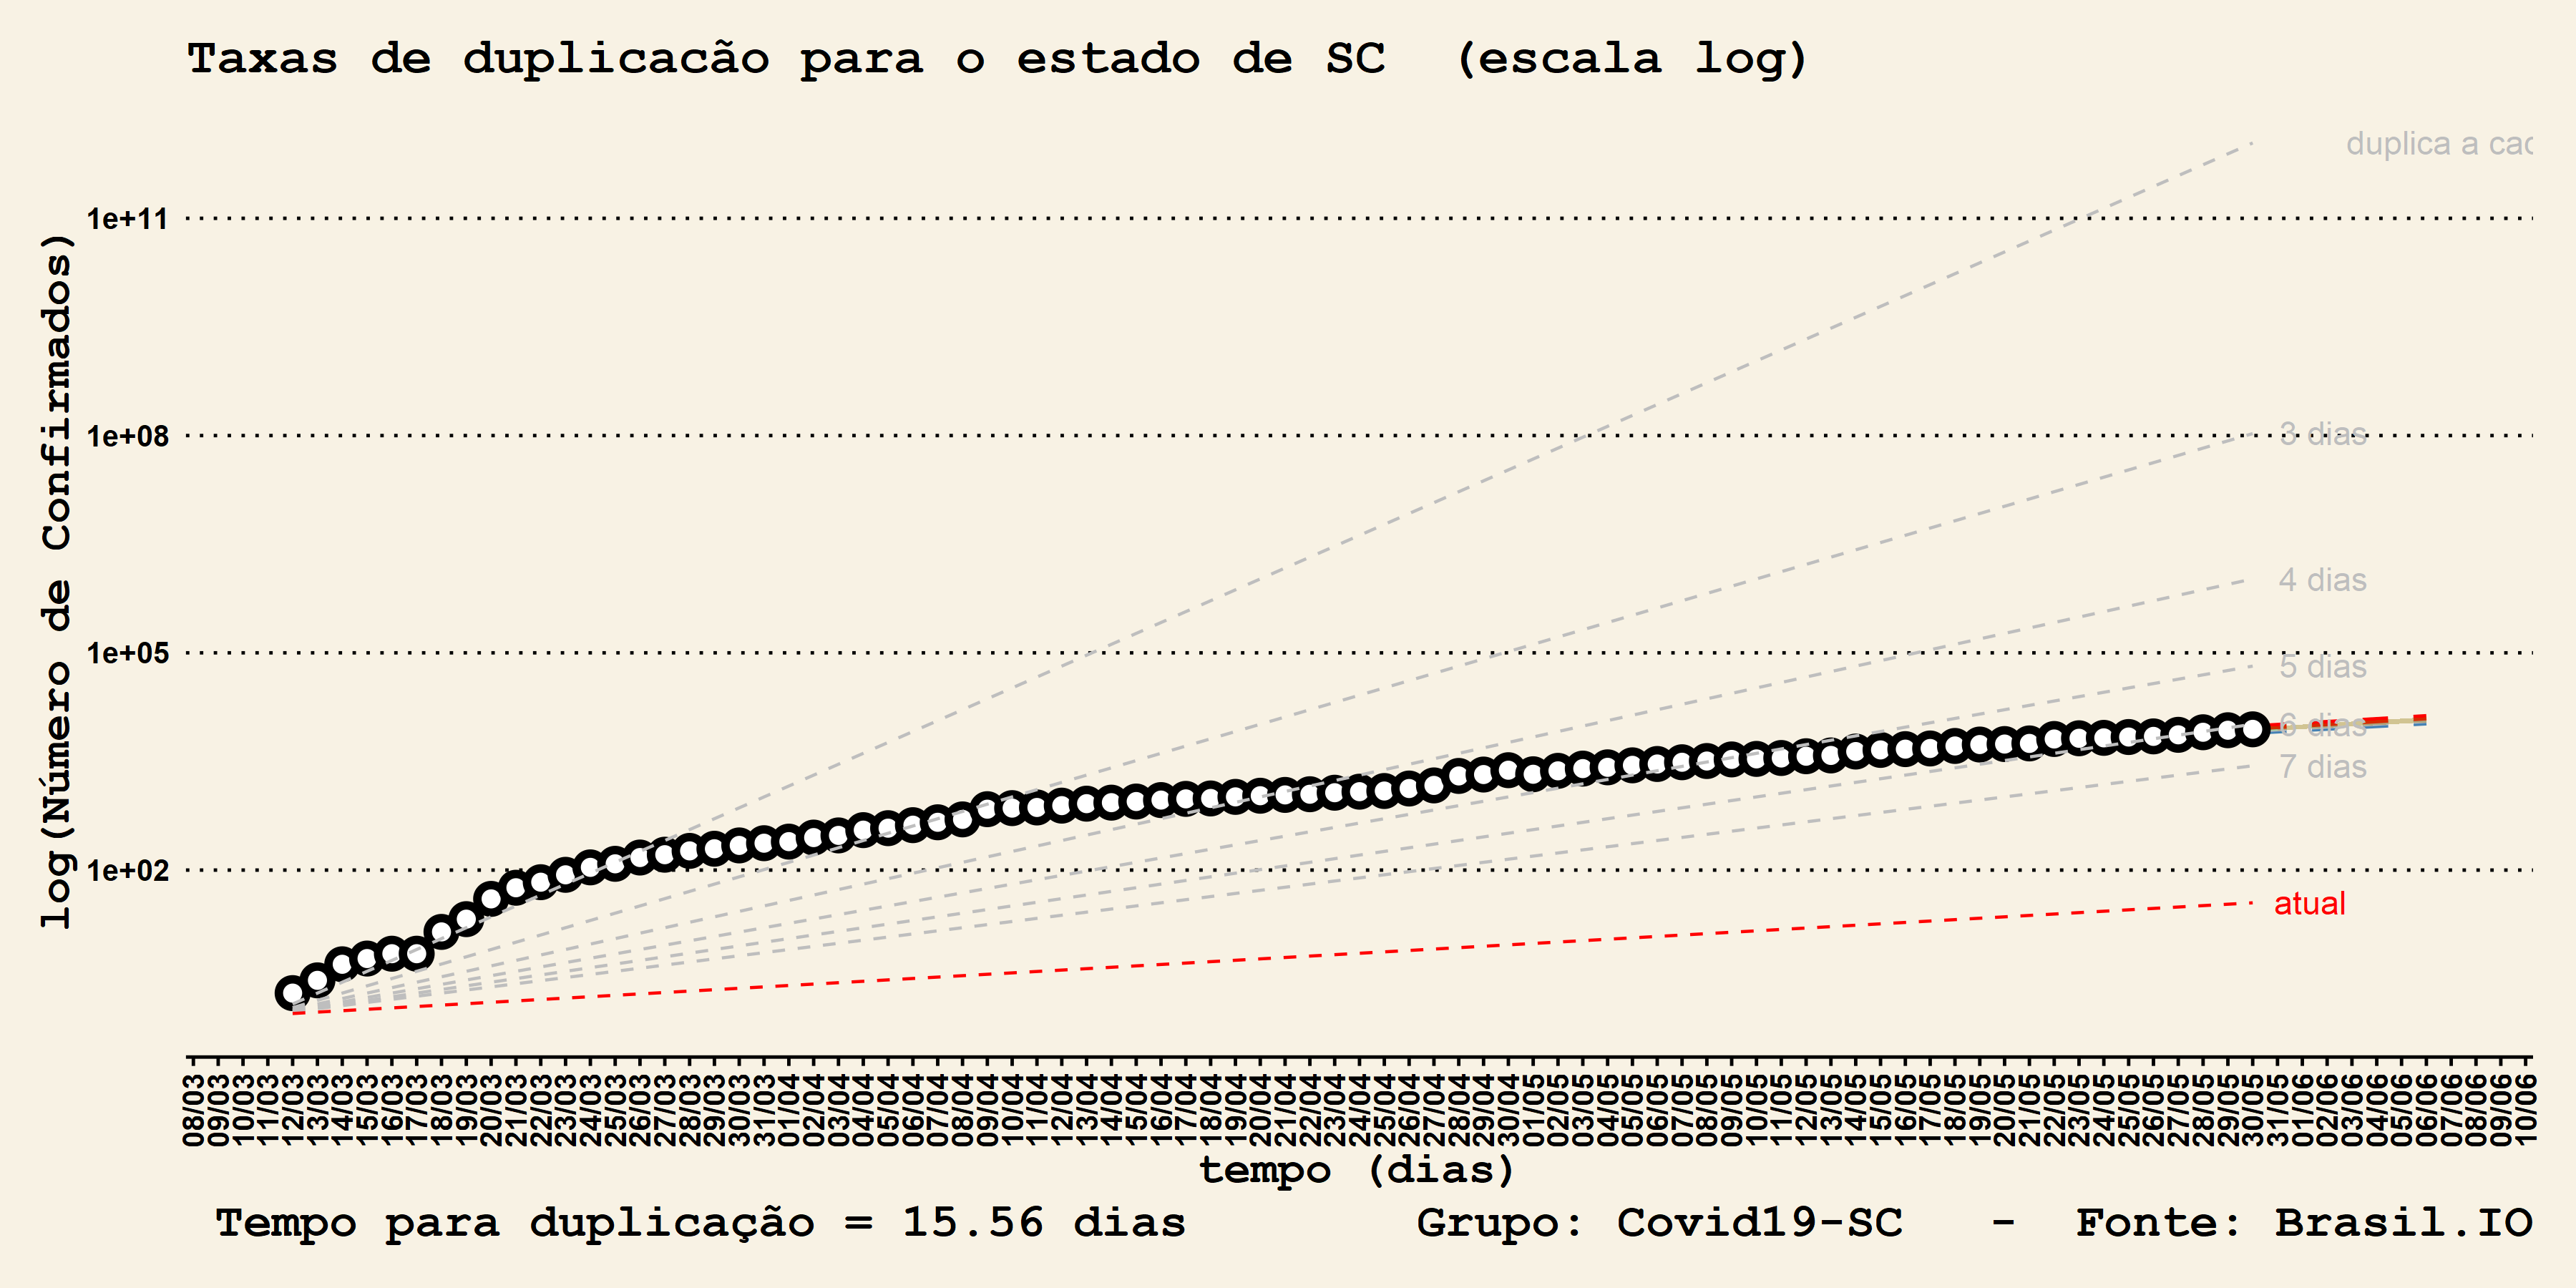 Taxas de duplicacão para o estado de SC  (escala log)
duplica a cac
1e+11
3 dias
1e+08
4 dias
1e+05
5 dias
6 dias
7 dias
1e+02
atual
log(Número de Confirmados)
08/03 09/03 10/03 11/03 12/03 13/03 14/03 15/03 16/03 17/03 18/03 19/03 20/03 21/03 22/03 23/03 24/03 25/03 26/03 27/03 28/03 29/03 30/03 31/03 01/04 02/04 03/04 04/04 05/04 06/04 07/04 08/04 09/04 10/04 11/04 12/04 13/04 14/04 15/04 16/04 17/04 18/04 19/04 20/04 21/04 22/04 23/04 24/04 25/04 26/04 27/04 28/04 29/04 30/04 01/05 02/05 03/05 04/05 05/05 06/05 07/05 08/05 09/05 10/05 11/05 12/05 13/05 14/05 15/05 16/05 17/05 18/05 19/05 20/05 21/05 22/05 23/05 24/05 25/05 26/05 27/05 28/05 29/05 30/05 31/05 01/06 02/06 03/06 04/06 05/06 06/06 07/06 08/06 09/06 10/06
tempo (dias)
Tempo para duplicação = 15.56 dias        Grupo: Covid19-SC   -  Fonte: Brasil.IO